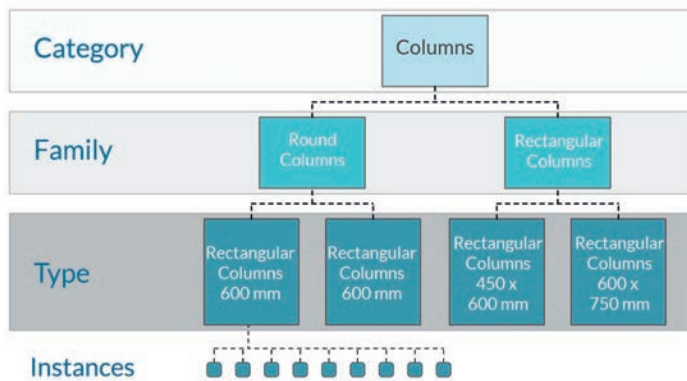 Category
Columns
Family
Round
Columns
Rectangular
Columns
Type
Rectangular
Columns
600 mm
Rectangular
Columns
600 mm
Rectangular
Columns
450 x
600 mm
Rectangular
Columns
600 x
750 mm
Instances